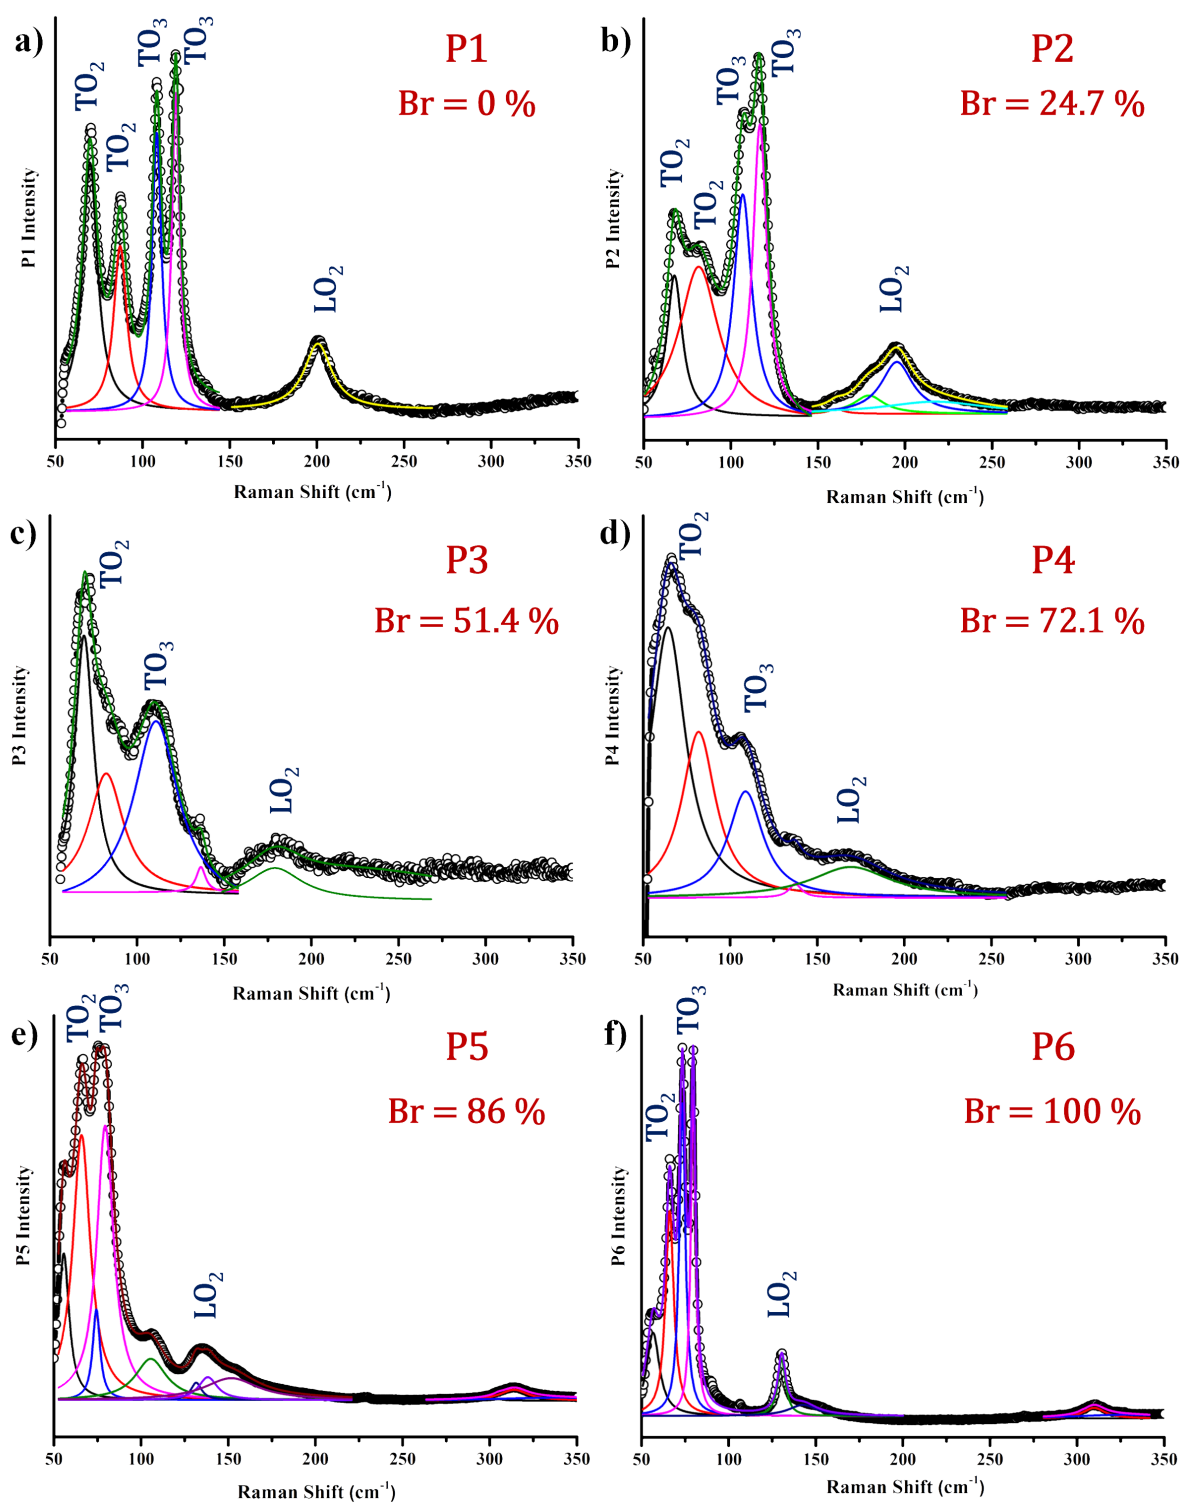 a)
TO2
TO2
TO3
TO3
P1
Br = 0 %
LO2
P1 Intensity
50 100 150 200 250 300 350
Raman Shift (cm-1)
b)
TO2
TO2
TO3
TO3
P2
Br = 24.7 %
LO2
P2 Intensity
50 100 150 200 250 300 350
Raman Shift (cm-1)
c)
TO2
TO3
P3
Br = 51.4 %
LO2
P3 Intensity
50 100 150 200 250 300 350
Raman Shift (cm-1)
d)
TO2
TO3
P4
Br = 72.1 %
LO2
P4 Intensity
50 100 150 200 250 300 350
Raman Shift (cm-1)
e)
TO2
TO3
P5
Br = 86 %
LO2
P5 Intensity
50 100 150 200 250 300 350
Raman Shift (cm-1)
f)
TO2
TO3
P6
Br = 100 %
LO2
P6 Intensity
50 100 150 200 250 300 350
Raman Shift (cm-1)